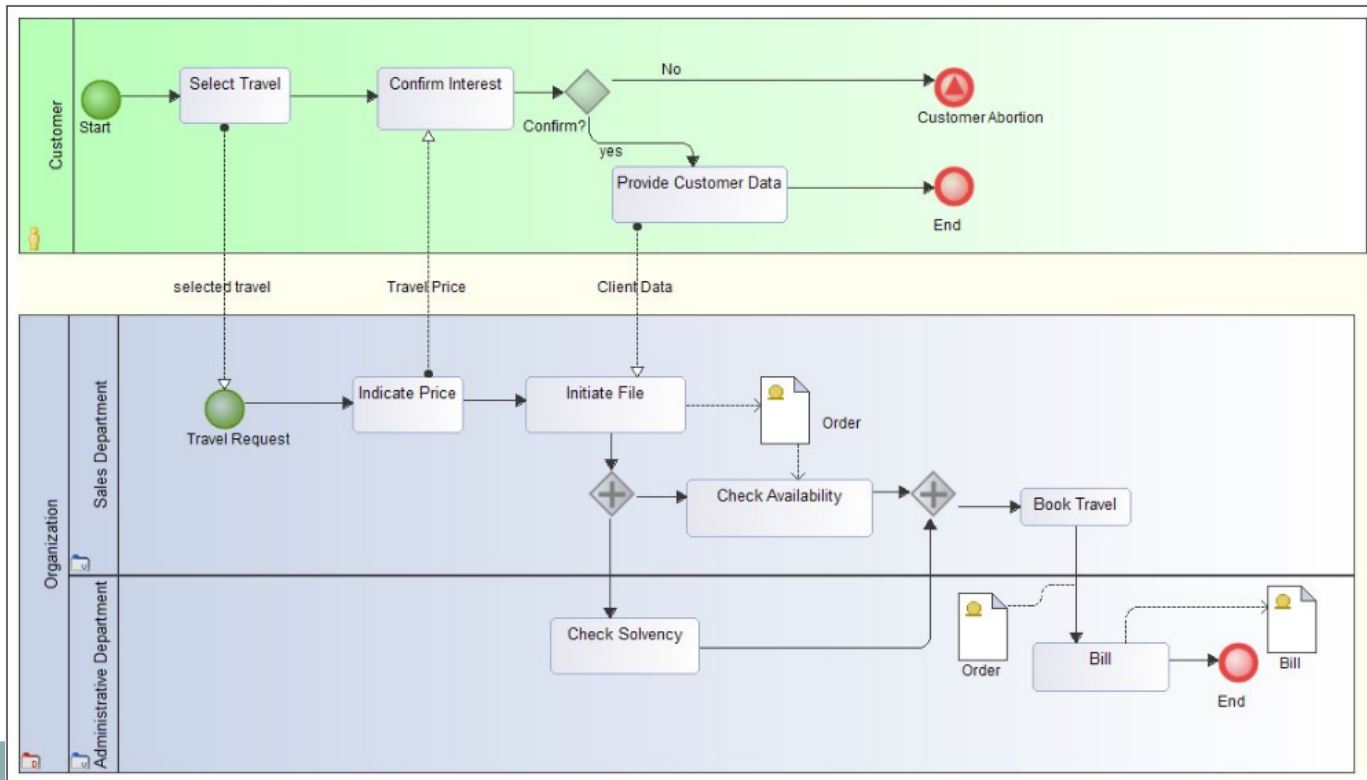 Customer
Start
Select Travel
Confirm Interest
Confirm?
No
yes
Customer Abortion
Provide Customer Data
End
selected travel
Travel Price
Client Data
Organization
Sales Department
Travel Request
Indicate Price
Initiate File
Order
Check Availability
Book Travel
Administrative Department
Check Solvency
Order
Bill
End
Bill